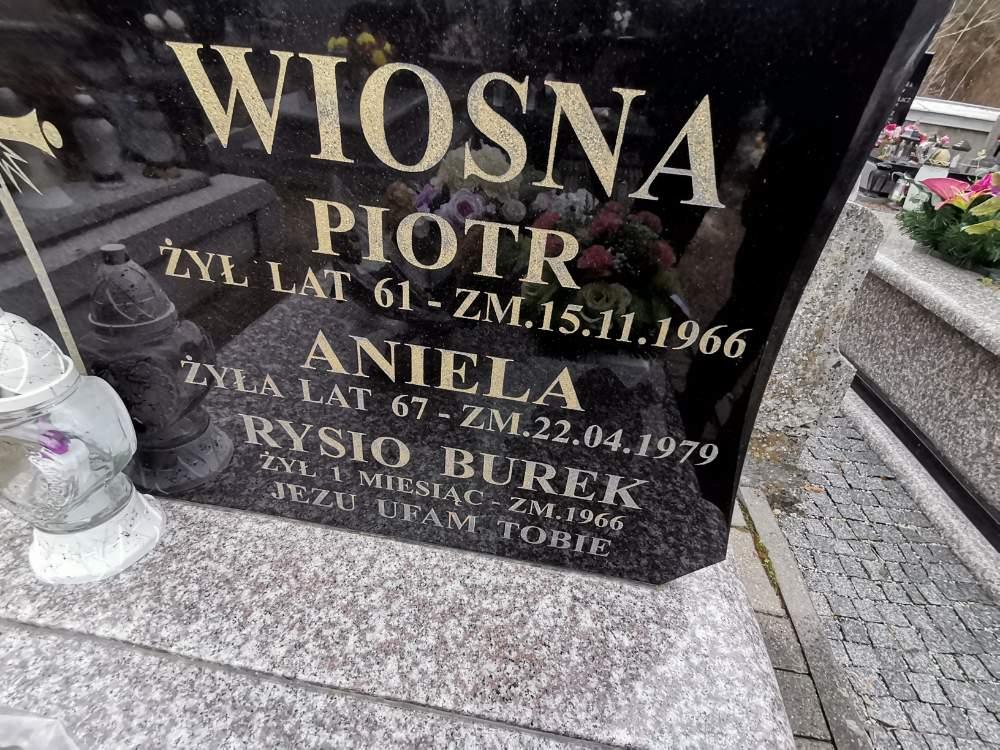 WIOSNA
PIOTR
ŻYŁ LAT 61 - ZM.15.11.1966
ANIELA
ŻYŁA LAT 67 - ZM.22.04.1979
RYSIO BUREK
ŻYŁ 1 MIESIĄC - ZM.1966
JEZU UFAM TOBIE